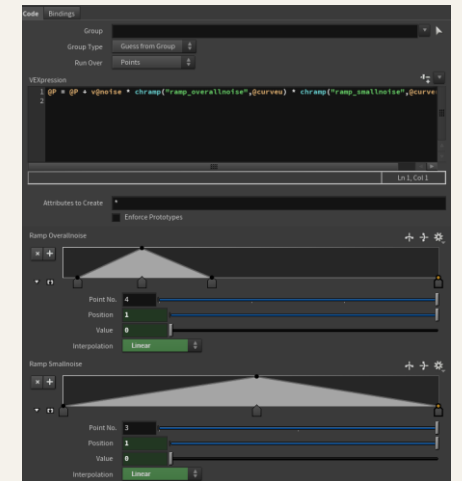 Code Bindings
Group
Group Type Guess from Group
Run Over Points
VEXpression
1 @P = @P + v@noise * chramp("ramp_overallnoise",@curveu) * chramp("ramp_smallnoise",@curve
2
Ln 1, Col 1
Attributes to Create *
Enforce Prototypes
Ramp Overallnoise
Point No. 4
Position 1
Value 0
Interpolation Linear
Ramp Smallnoise
Point No. 3
Position 1
Value 0
Interpolation Linear